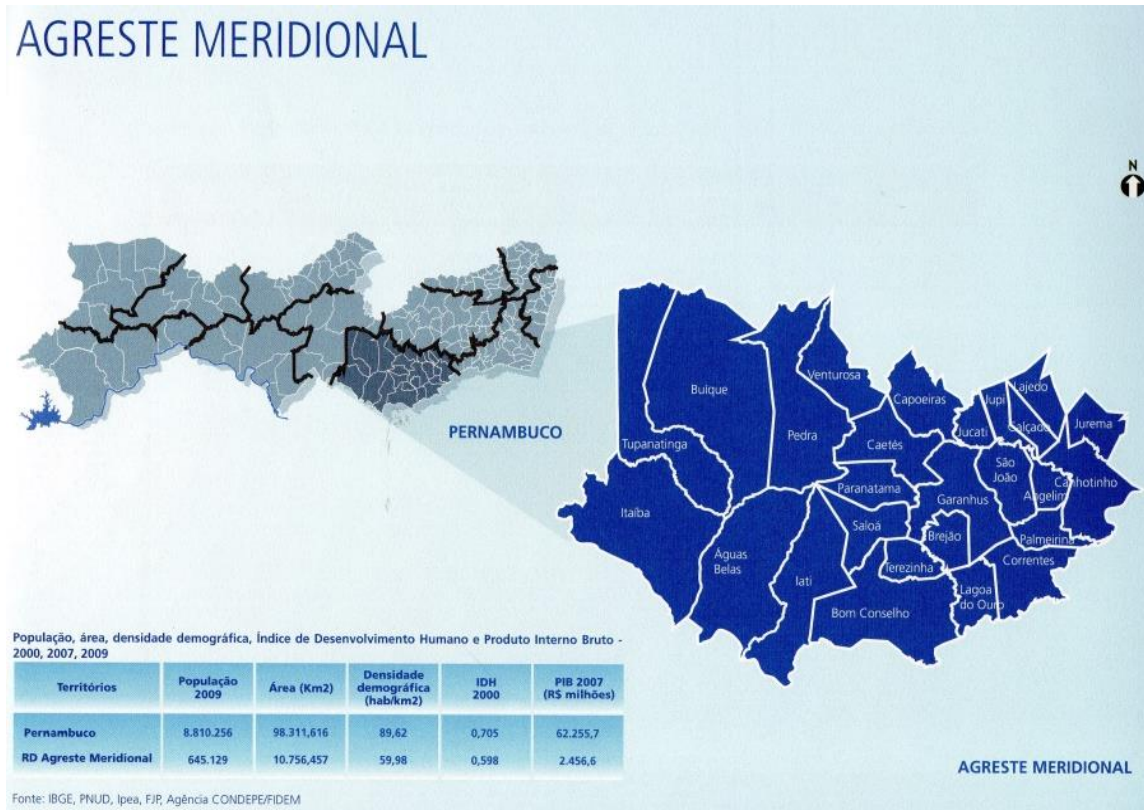 AGRESTE MERIDIONAL
N
PERNAMBUCO
Buique
Venturosa
Capoeiras
Lajedo
Jupi
Calçado
Jurema
Jucati
Pedra
Caetés
Tupanatinga
São
João
Canhotinho
Angelim
Paranatama
Garanhus
Itaíba
Saloá
Brejão
Palmeirina
Águas
Belas
Iati
Terezinha
Correntes
Lagoa
do Ouro
Bom Conselho
População, área, densidade demográfica, Índice de Desenvolvimento Humano e Produto Interno Bruto -
2000, 2007, 2009
Territórios População 2009 Área (Km2) Densidade demográfica (hab/km2) IDH 2000 PIB 2007 (R$ milhões)
Pernambuco 8.810.256 98.311,616 89,62 0,705 62.255,7
RD Agreste Meridional 645.129 10.756,457 59,98 0,598 2.456,6
AGRESTE MERIDIONAL
Fonte: IBGE, PNUD, Ipea, FJP, Agência CONDEPE/FIDEM